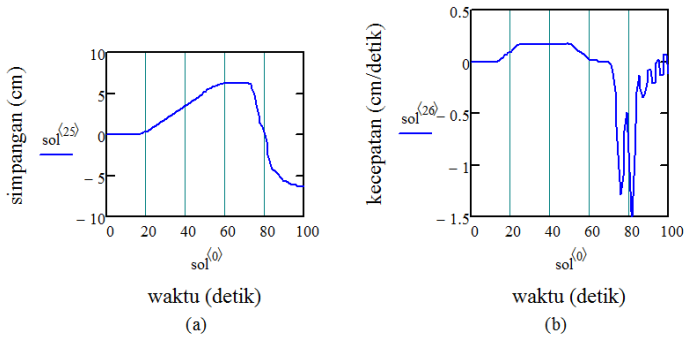 simpangan (cm)
sol⟨25⟩
10
5
0
− 5
− 10
0 20 40 60 80 100
sol⟨0⟩
waktu (detik)
(a)
kecepatan (cm/detik)
sol⟨26⟩
0.5
0
− 0.5
− 1
− 1.5
0 20 40 60 80 100
sol⟨0⟩
waktu (detik)
(b)